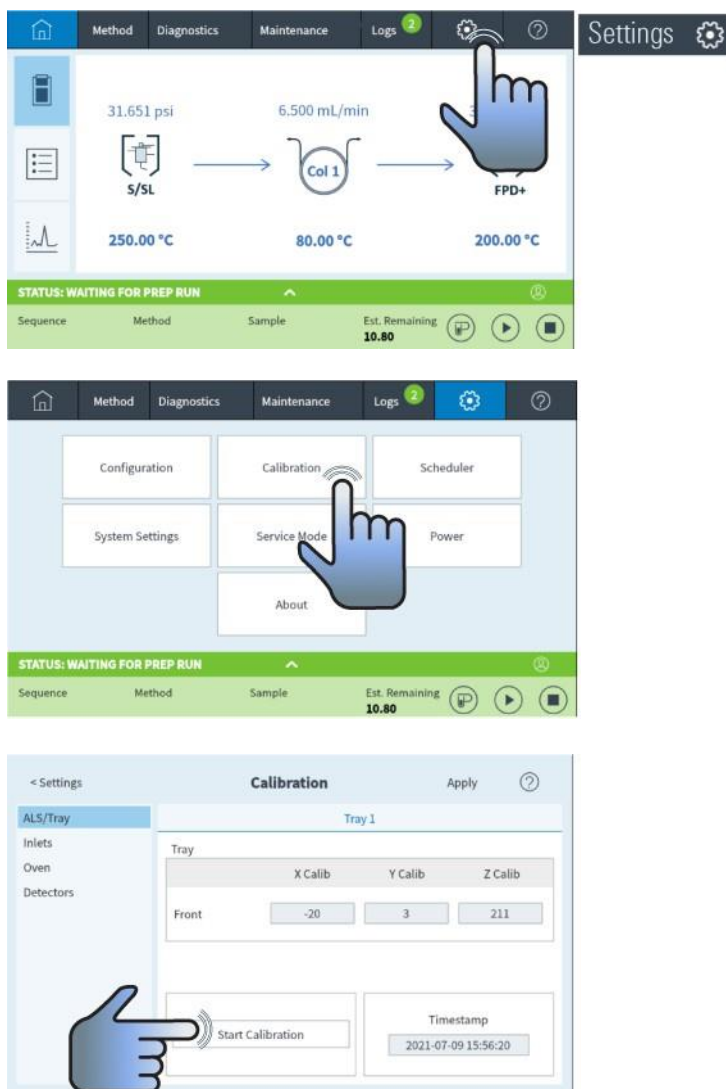 Method Diagnostics Maintenance Logs 2 Settings
31.651 psi 6.500 mL/min
S/SL Col 1 FPD+
250.00 °C 80.00 °C 200.00 °C
STATUS: WAITING FOR PREP RUN
Sequence Method Sample Est. Remaining
10.80
Method Diagnostics Maintenance Logs 2
Configuration Calibration Scheduler
System Settings Service Mode Power
About
STATUS: WAITING FOR PREP RUN
Sequence Method Sample Est. Remaining
10.80
< Settings Calibration Apply
ALS/Tray Tray 1
Inlets Tray
Oven X Calib Y Calib Z Calib
Detectors
Front -20 3 211
Start Calibration Timestamp
2021-07-09 15:56:20